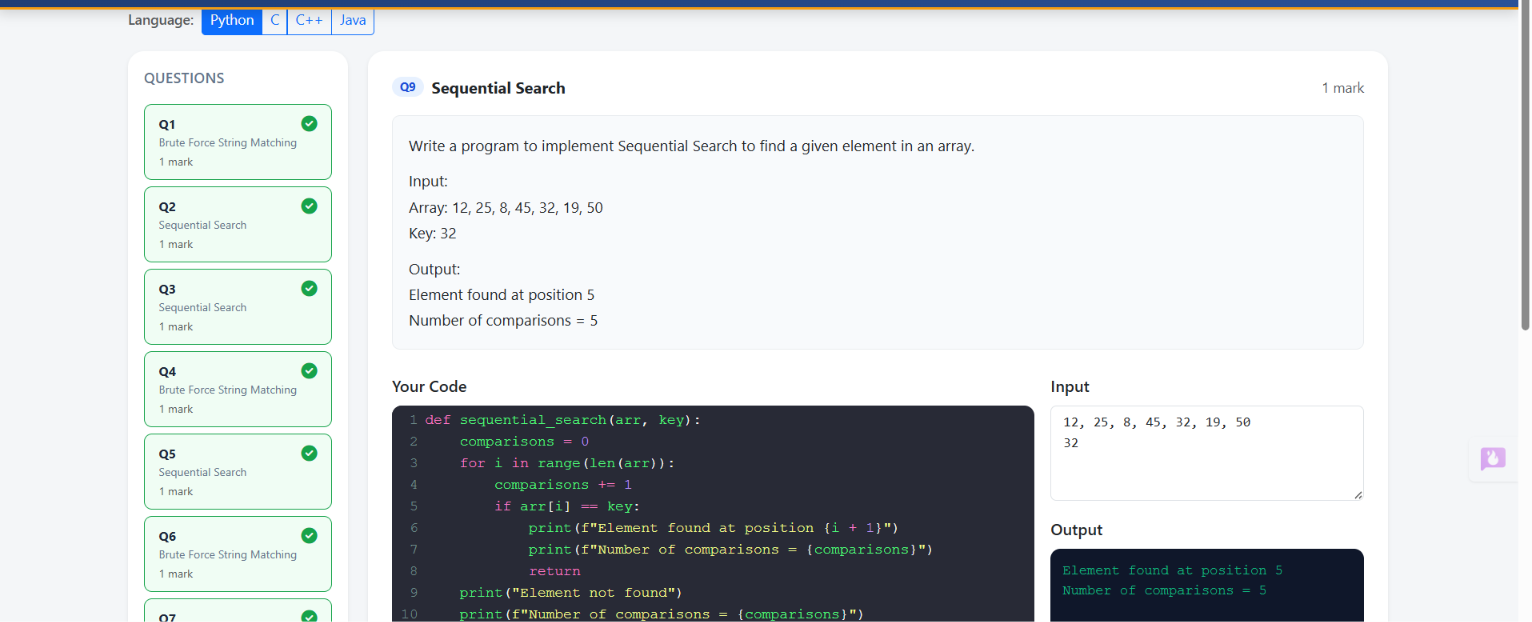 Language: Python C C++ Java
QUESTIONS
Q1
Brute Force String Matching
1 mark
Q2
Sequential Search
1 mark
Q3
Sequential Search
1 mark
Q4
Brute Force String Matching
1 mark
Q5
Sequential Search
1 mark
Q6
Brute Force String Matching
1 mark
Q7
Q9 Sequential Search 1 mark
Write a program to implement Sequential Search to find a given element in an array.
Input:
Array: 12, 25, 8, 45, 32, 19, 50
Key: 32
Output:
Element found at position 5
Number of comparisons = 5
Your Code
1 def sequential_search(arr, key):
2     comparisons = 0
3     for i in range(len(arr)):
4         comparisons += 1
5         if arr[i] == key:
6             print(f"Element found at position {i + 1}")
7             print(f"Number of comparisons = {comparisons}")
8             return
9     print("Element not found")
10     print(f"Number of comparisons = {comparisons}")
Input
12, 25, 8, 45, 32, 19, 50
32
Output
Element found at position 5
Number of comparisons = 5